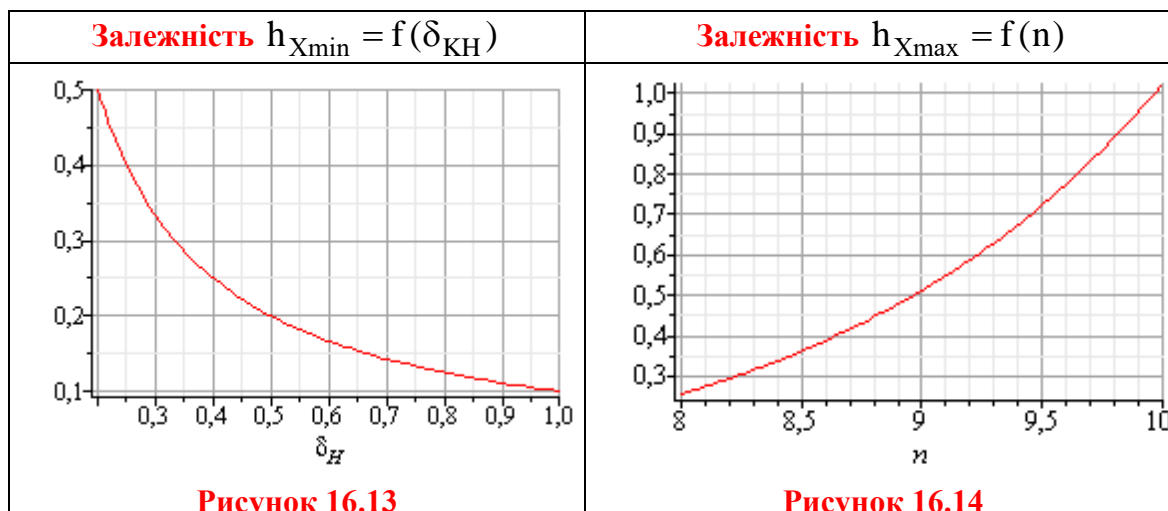 Залежність h_Xmin = f(δ_KH)
Залежність h_Xmax = f(n)
0,5
0,4
0,3
0,2
0,1
0,3 0,4 0,5 0,6 0,7 0,8 0,9 1,0
δ_H
1,0
0,9
0,8
0,7
0,6
0,5
0,4
0,3
8 8,5 9 9,5 10
n
Рисунок 16.13
Рисунок 16.14